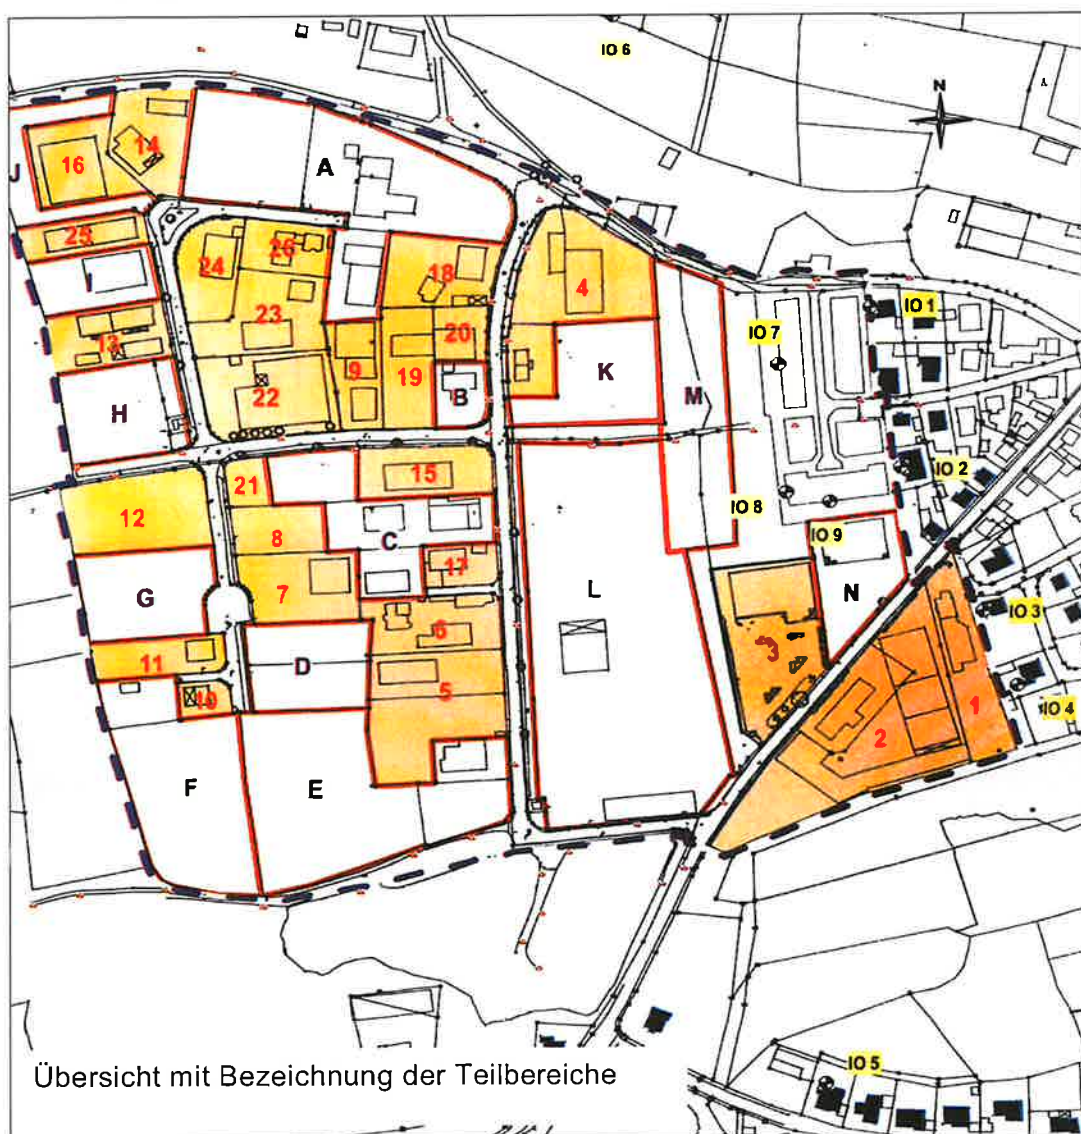 IO 6
N
A
14
16
J
25
24
26
18
4
IO 1
IO 7
23
20
13
9
19
K
M
B
22
H
15
IO 2
21
12
8
C
IO 8
IO 9
17
7
G
L
N
6
IO 3
3
11
D
10
5
1
IO 4
2
F
E
IO 5
Übersicht mit Bezeichnung der Teilbereiche